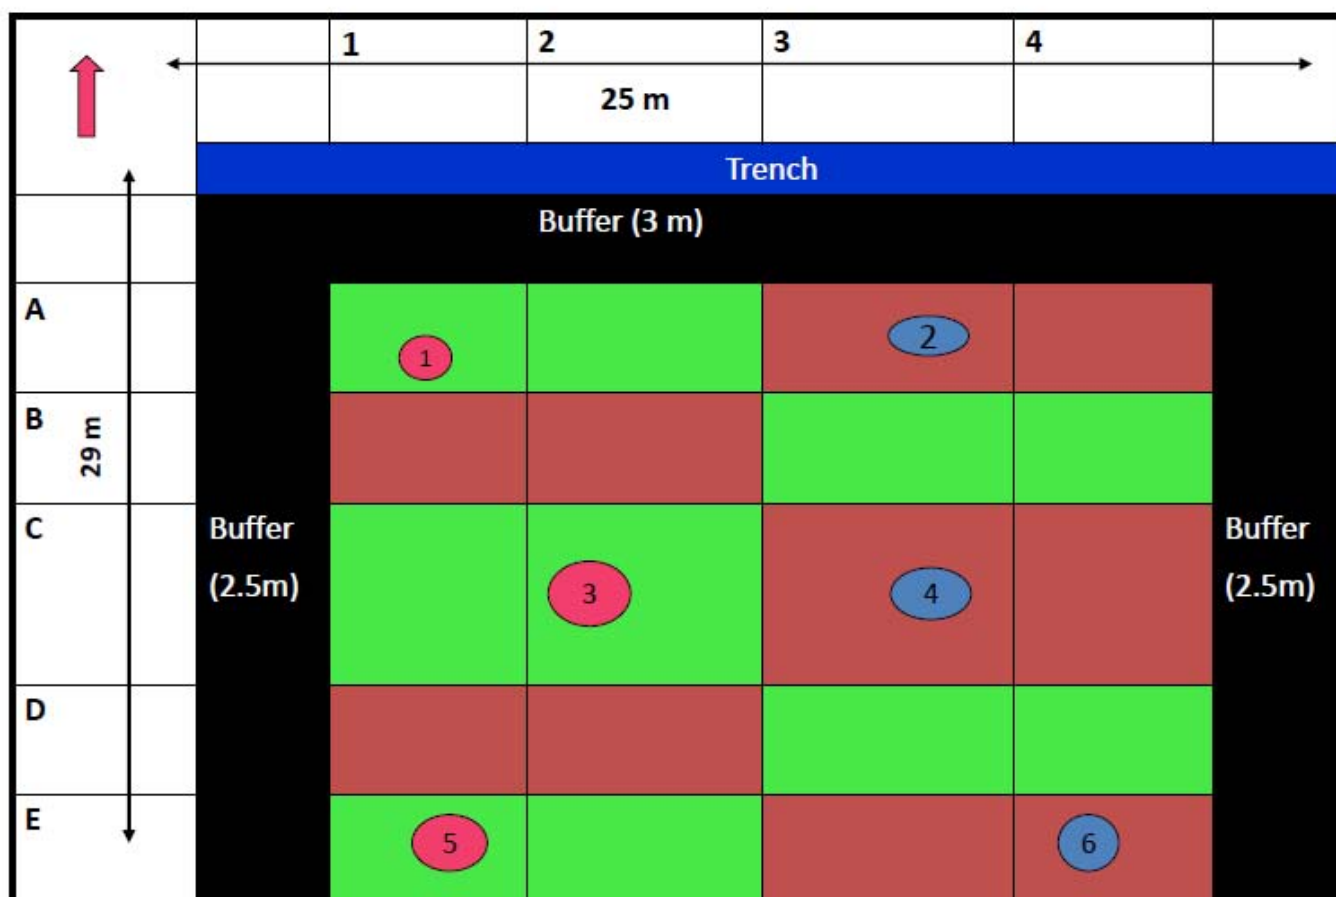 1 2 3 4
25 m
Trench
Buffer (3 m)
A
1 2
B
29 m
C
Buffer Buffer
(2.5m) 3 4 (2.5m)
D
E
5 6